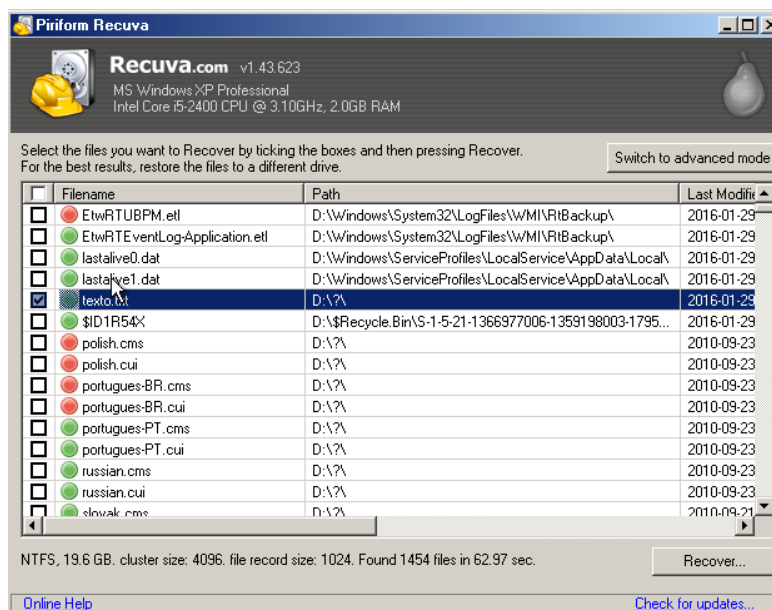 Piriform Recuva
Recuva.com v1.43.623
MS Windows XP Professional
Intel Core i5-2400 CPU @ 3.10GHz, 2.0GB RAM
Select the files you want to Recover by ticking the boxes and then pressing Recover.
For the best results, restore the files to a different drive.
Switch to advanced mode
Filename Path Last Modifie
EtwRTUBPM.etl D:\Windows\System32\LogFiles\WMI\RtBackup\ 2016-01-29
EtwRTEventLog-Application.etl D:\Windows\System32\LogFiles\WMI\RtBackup\ 2016-01-29
lastalive0.dat D:\Windows\ServiceProfiles\LocalService\AppData\Local\ 2016-01-29
lastalive1.dat D:\Windows\ServiceProfiles\LocalService\AppData\Local\ 2016-01-29
texto.txt D:\?\ 2016-01-29
$ID1R54X D:\$Recycle.Bin\S-1-5-21-1366977006-1359198003-1795... 2016-01-29
polish.cms D:\?\ 2010-09-23
polish.cui D:\?\ 2010-09-23
portugues-BR.cms D:\?\ 2010-09-23
portugues-BR.cui D:\?\ 2010-09-23
portugues-PT.cms D:\?\ 2010-09-23
portugues-PT.cui D:\?\ 2010-09-23
russian.cms D:\?\ 2010-09-23
russian.cui D:\?\ 2010-09-23
slovak.cms D:\?\ 2010-09-21
NTFS, 19.6 GB. cluster size: 4096. file record size: 1024. Found 1454 files in 62.97 sec.
Recover...
Online Help Check for updates...